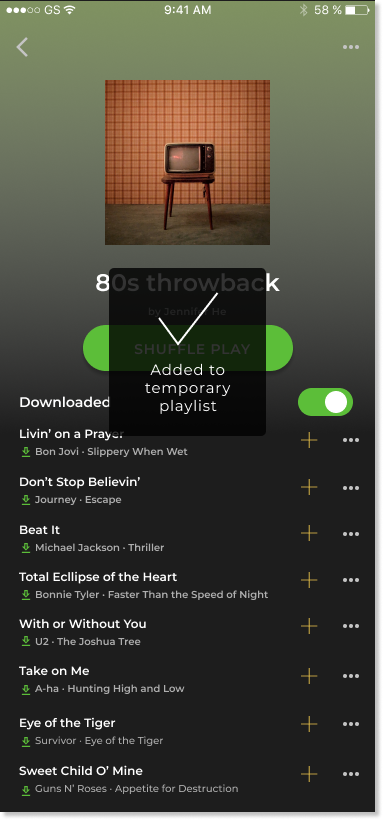 GS 9:41 AM 58 %
80s throwback
by Jennifer He
SHUFFLE PLAY
Added to
temporary
playlist
Downloaded
Livin’ on a Prayer
Bon Jovi · Slippery When Wet
Don’t Stop Believin’
Journey · Escape
Beat It
Michael Jackson · Thriller
Total Ecllipse of the Heart
Bonnie Tyler · Faster Than the Speed of Night
With or Without You
U2 · The Joshua Tree
Take on Me
A-ha · Hunting High and Low
Eye of the Tiger
Survivor · Eye of the Tiger
Sweet Child O’ Mine
Guns N’ Roses · Appetite for Destruction